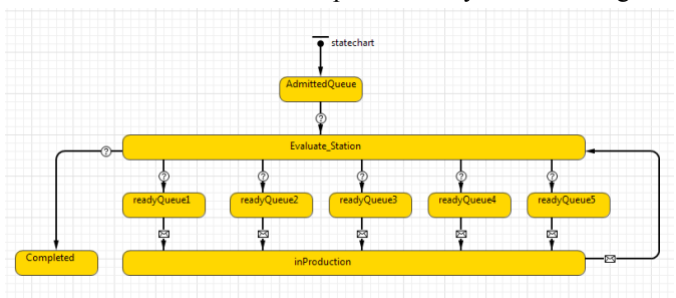 statechart
AdmittedQueue
Evaluate_Station
readyQueue1 readyQueue2 readyQueue3 readyQueue4 readyQueue5
Completed
inProduction